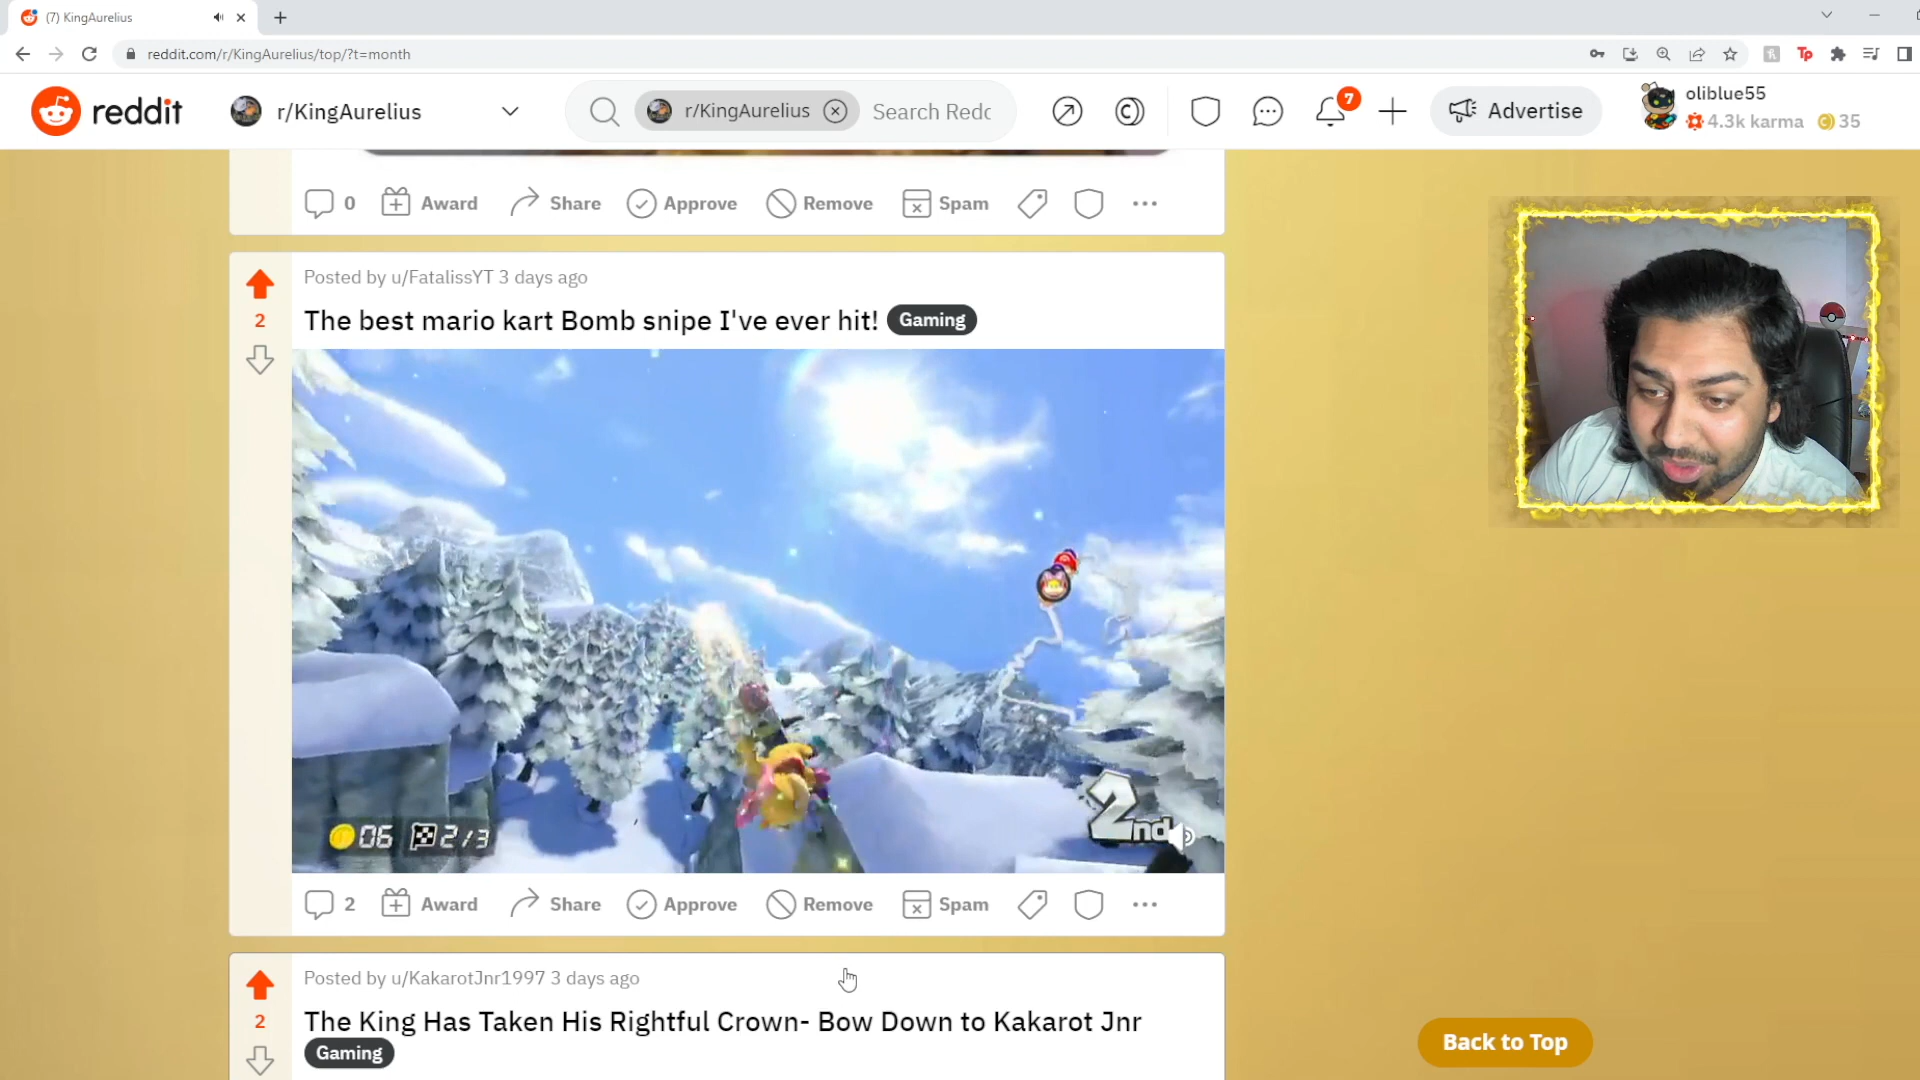 (7) KingAurelius
reddit.com/r/KingAurelius/top/?t=month
reddit
r/KingAurelius
r/KingAurelius
Search Redc
7
Advertise
oliblue55
4.3k karma
35
0
Award
Share
Approve
Remove
Spam
Posted by u/FatalissYT 3 days ago
2
The best mario kart Bomb snipe I've ever hit!
Gaming
06
2/3
2nd
2
Award
Share
Approve
Remove
Spam
Posted by u/KakarotJnr1997 3 days ago
2
The King Has Taken His Rightful Crown- Bow Down to Kakarot Jnr
Gaming
Back to Top
Tp